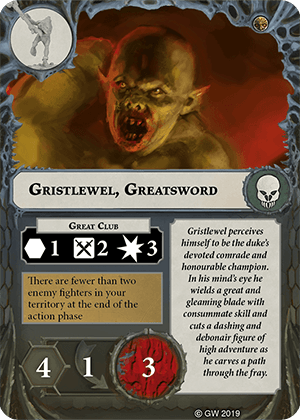 Gristlewel, Greatsword
Great Club
1 2 3
There are fewer than two
enemy fighters in your
territory at the end of the
action phase
Gristlewel perceives
himself to be the duke's
devoted comrade and
honourable champion.
In his mind's eye he
wields a great and
gleaming blade with
consummate skill and
cuts a dashing and
debonair figure of
high adventure as
he carves a path
through the fray.
4 1 3
© GW 2019